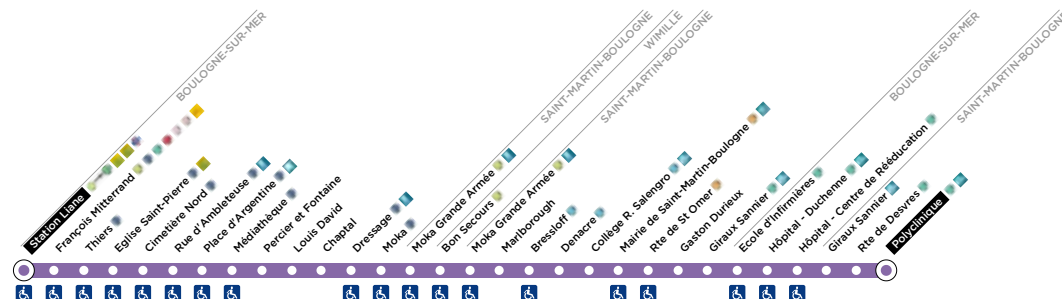 BOULOGNE-SUR-MER
SAINT-MARTIN-BOULOGNE
WIMILLE
SAINT-MARTIN-BOULOGNE
BOULOGNE-SUR-MER
SAINT-MARTIN-BOULOGNE
Station Liane
François Mitterrand
Thiers
Eglise Saint-Pierre
Cimetière Nord
Rue d'Ambleteuse
Place d'Argentine
Médiathèque
Percier et Fontaine
Louis David
Chaptal
Dressage
Moka
Moka Grande Armée
Bon Secours
Moka Grande Armée
Marlborough
Bressloff
Denacre
Collège R. Salengro
Mairie de Saint-Martin-Boulogne
Rte de St Omer
Gaston Durieux
Giraux Sannier
Ecole d'Infirmières
Hôpital - Duchenne
Hôpital - Centre de Rééducation
Giraux Sannier
Rte de Desvres
Polyclinique